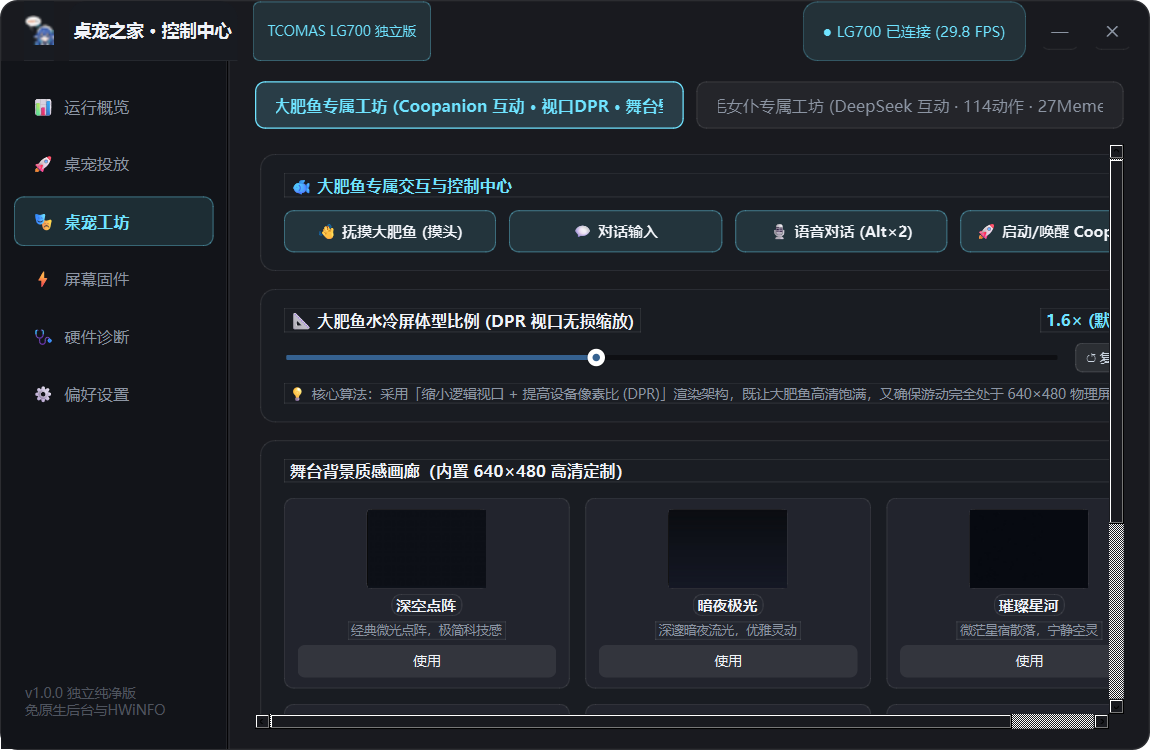 桌宠之家 • 控制中心
TCOMAS LG700 独立版
● LG700 已连接 (29.8 FPS)
运行概览
桌宠投放
桌宠工坊
屏幕固件
硬件诊断
偏好设置
v1.0.0 独立纯净版
免原生后台与HWiNFO
大肥鱼专属工坊 (Coopanion 互动 • 视口DPR • 舞台
女仆专属工坊 (DeepSeek 互动 · 114动作 · 27Meme
大肥鱼专属交互与控制中心
抚摸大肥鱼 (摸头)
对话输入
语音对话 (Alt×2)
启动/唤醒 Coop
大肥鱼水冷屏体型比例 (DPR 视口无损缩放)
1.6× (默
复
核心算法：采用「缩小逻辑视口 + 提高设备像素比 (DPR)」渲染架构，既让大肥鱼高清饱满，又确保游动完全处于 640×480 物理屏
舞台背景质感画廊（内置 640×480 高清定制）
深空点阵
经典微光点阵，极简科技感
使用
暗夜极光
深邃暗夜流光，优雅灵动
使用
璀璨星河
微茫星宿散落，宁静空灵
使用